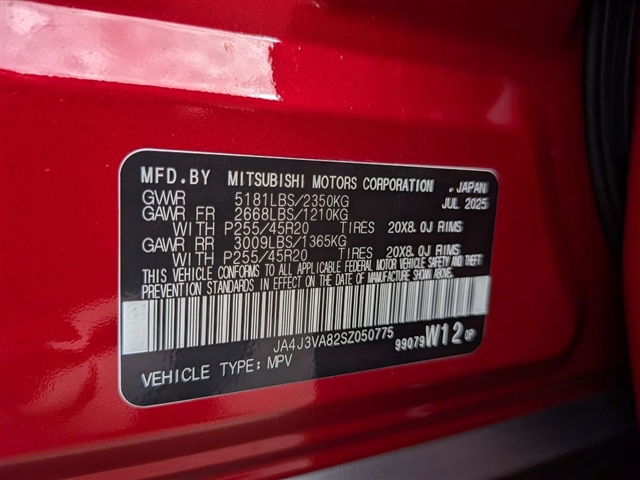 MFD.BY MITSUBISHI MOTORS CORPORATION , JAPAN
GVWR 5181LBS/2350KG JUL 2025
GAWR FR 2668LBS/1210KG
WITH P255/45R20 TIRES 20X8.0J RIMS
GAWR RR 3009LBS/1365KG
WITH P255/45R20 TIRES 20X8.0J RIMS
THIS VEHICLE CONFORMS TO ALL APPLICABLE FEDERAL MOTOR VEHICLE SAFETY AND THEFT
PREVENTION STANDARDS IN EFFECT ON THE DATE OF MANUFACTURE SHOWN ABOVE.
JA4J3VA82SZ050775
99079 W12 OP
VEHICLE TYPE: MPV